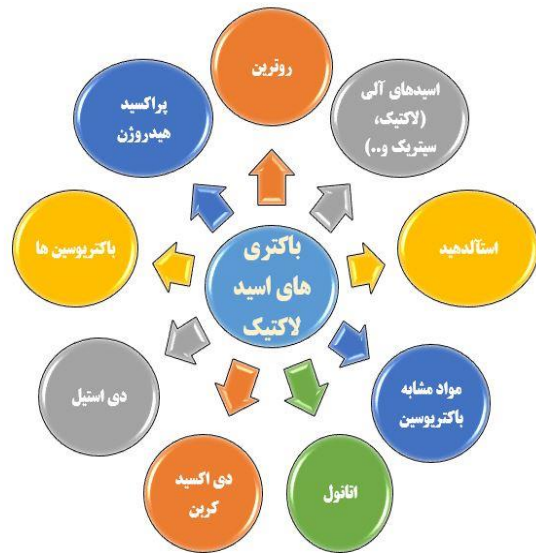 روترین
اسیدهای آلی
(لاکتیک،
سیتریک و..)
استآلدهید
مواد مشابه
باکتریوسین
اتانول
دی اکسید
کربن
دی استیل
باکتریوسین ها
پراکسید
هیدروژن
باکتری
های اسید
لاکتیک